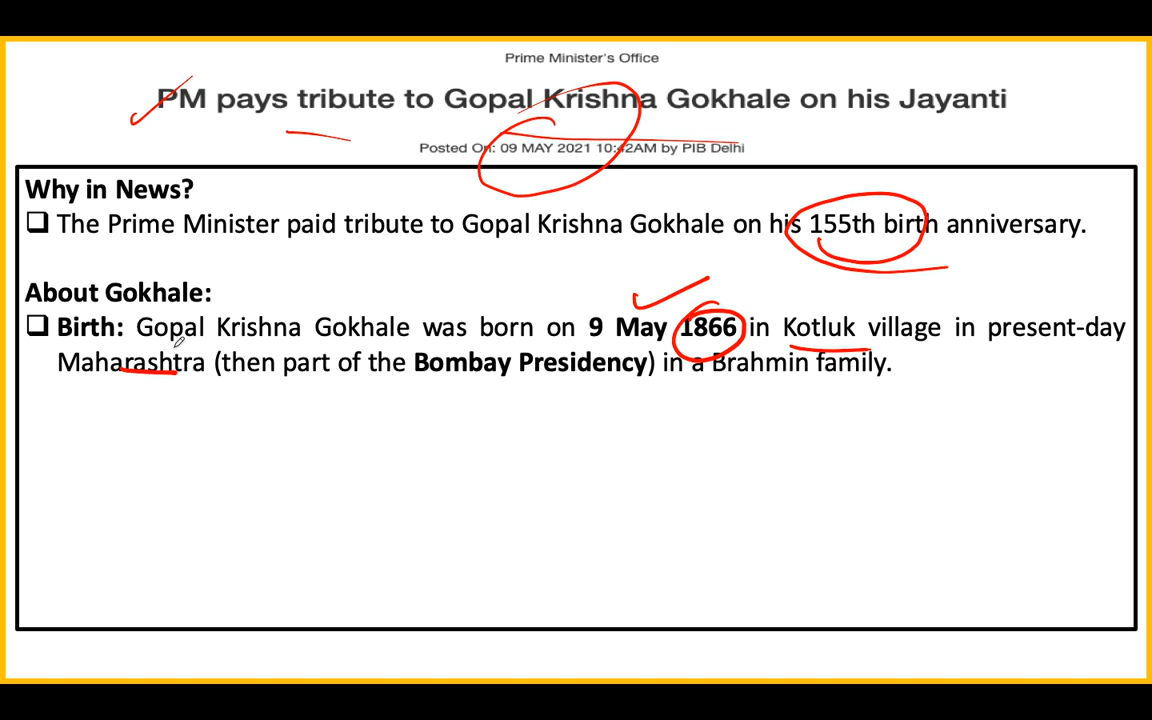 Prime Minister's Office
PM pays tribute to Gopal Krishna Gokhale on his Jayanti
Posted On: 09 MAY 2021 10:42AM by PIB Delhi
Why in News?
❑ The Prime Minister paid tribute to Gopal Krishna Gokhale on his 155th birth anniversary.
About Gokhale:
❑ Birth: Gopal Krishna Gokhale was born on 9 May 1866 in Kotluk village in present-day
Maharashtra (then part of the Bombay Presidency) in a Brahmin family.